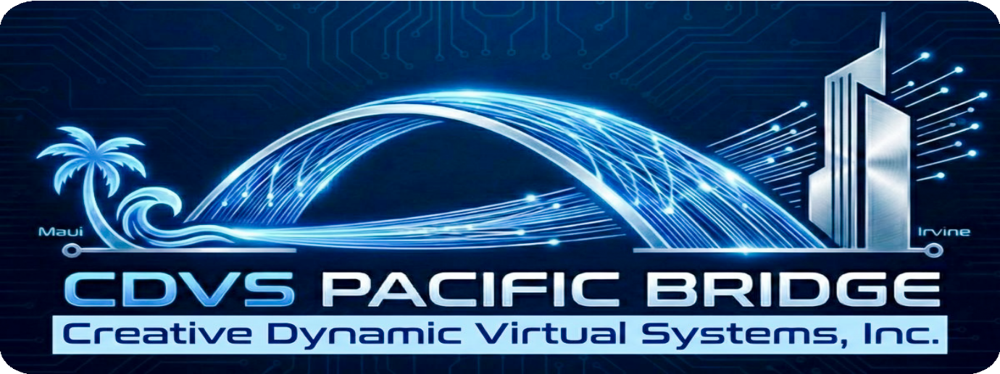 Maui
Irvine
CDVS PACIFIC BRIDGE
Creative Dynamic Virtual Systems, Inc.